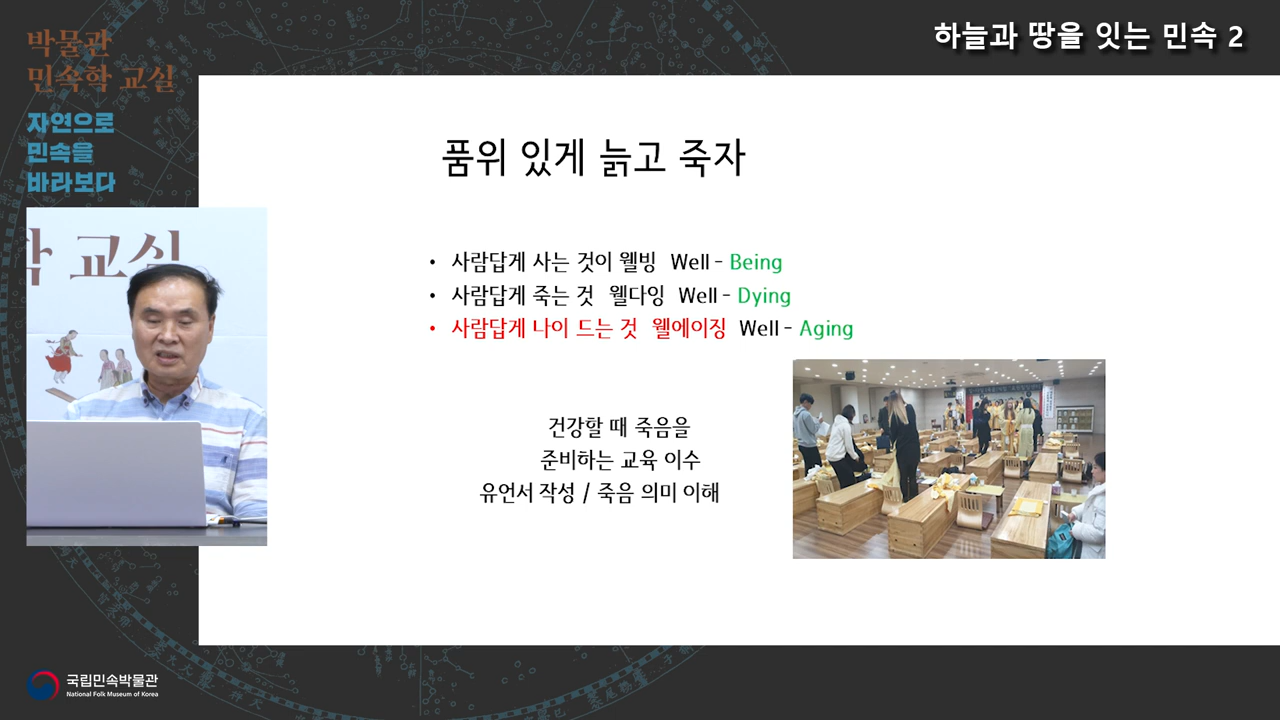 하늘과 땅을 잇는 민속 2
박물관
민속학 교실
자연으로
민속을
바라보다
학 교실
품위 있게 늙고 죽자
• 사람답게 사는 것이 웰빙 Well - Being
• 사람답게 죽는 것 웰다잉 Well - Dying
• 사람답게 나이 드는 것 웰에이징 Well - Aging
건강할 때 죽음을
준비하는 교육 이수
유언서 작성 / 죽음 의미 이해
국립민속박물관
National Folk Museum of Korea